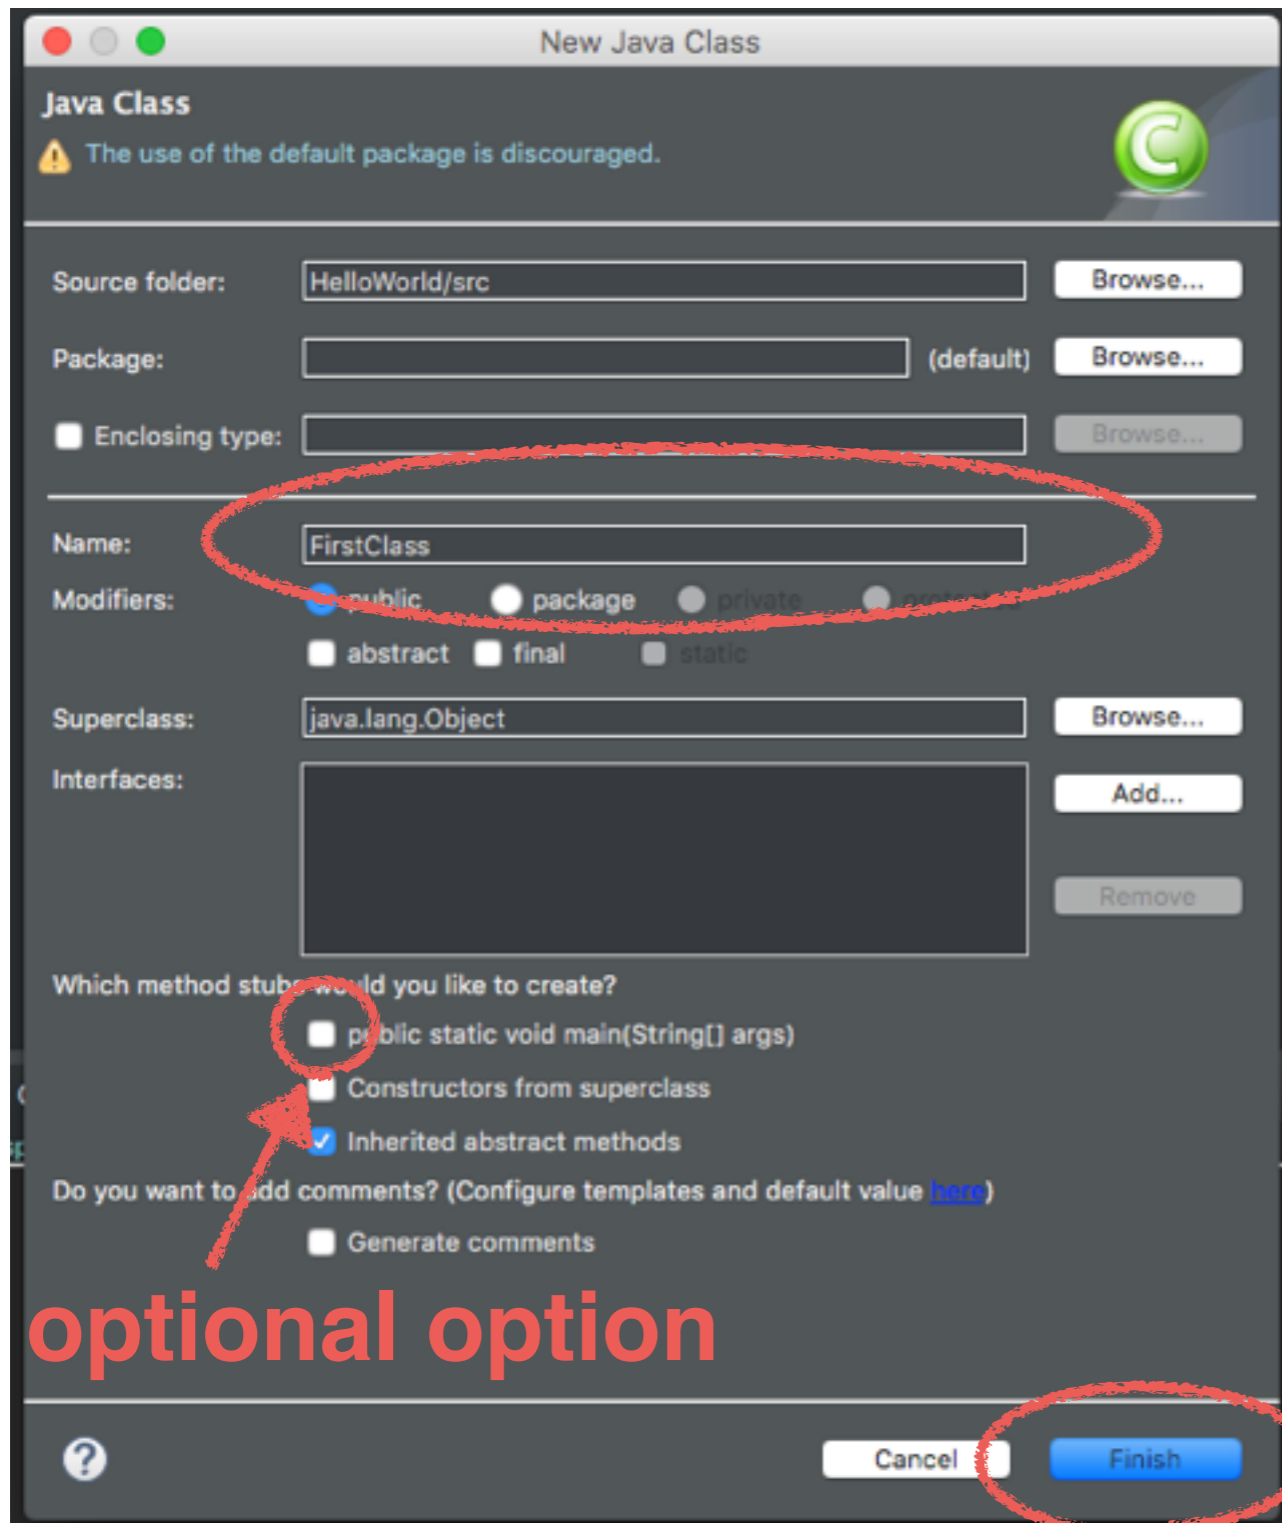 New Java Class
Java Class
The use of the default package is discouraged.
Source folder: HelloWorld/src Browse...
Package: (default) Browse...
Enclosing type: Browse...
Name: FirstClass
Modifiers: public package private protected
abstract final static
Superclass: java.lang.Object Browse...
Interfaces: Add...
Remove
Which method stubs would you like to create?
public static void main(String[] args)
Constructors from superclass
Inherited abstract methods
Do you want to add comments? (Configure templates and default value here)
Generate comments
optional option
? Cancel Finish